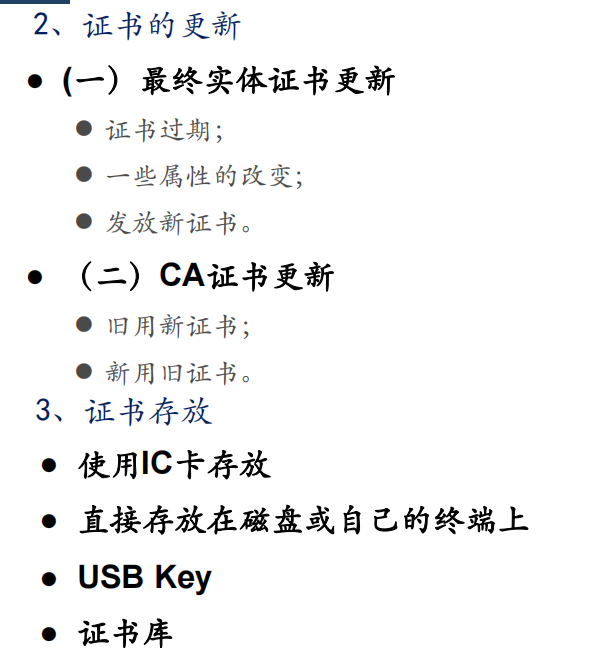 2、证书的更新
(一）最终实体证书更新
证书过期；
一些属性的改变；
发放新证书。
（二）CA证书更新
旧用新证书；
新用旧证书。
3、证书存放
使用IC卡存放
直接存放在磁盘或自己的终端上
USB Key
证书库